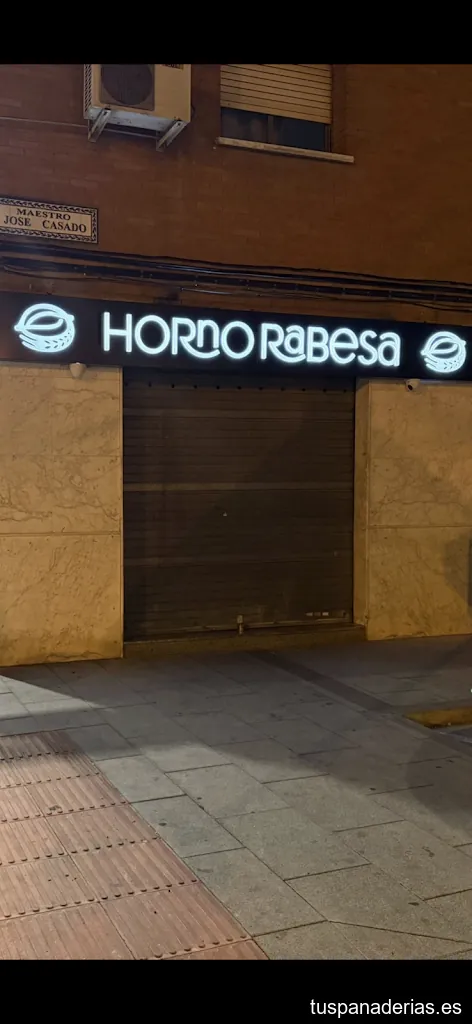 MAESTRO
JOSE CASADO
HORNO RABESA
tuspanaderias.es